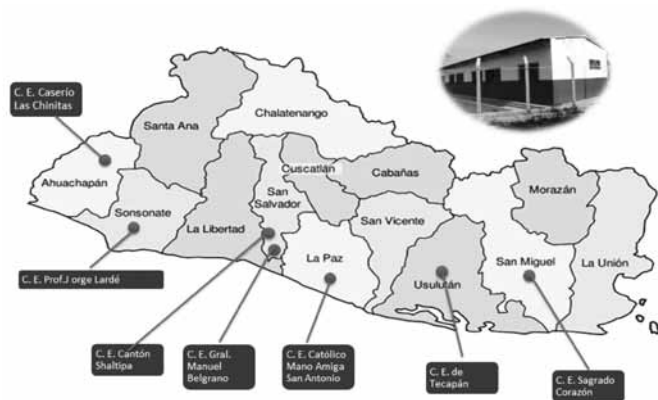 C. E. Caserío
Las Chinitas
Chalatenango
Santa Ana
Cuscatlán
Cabañas
Morazán
Ahuachapán
San
Salvador
Sonsonate
La Libertad
San Vicente
La Paz
San Miguel
La Unión
Usulután
C. E. Prof.J orge Lardé
C. E. Cantón
Shaltipa
C. E. Gral.
Manuel
Belgrano
C. E. Católico
Mano Amiga
San Antonio
C. E. de
Tecapán
C. E. Sagrado
Corazón